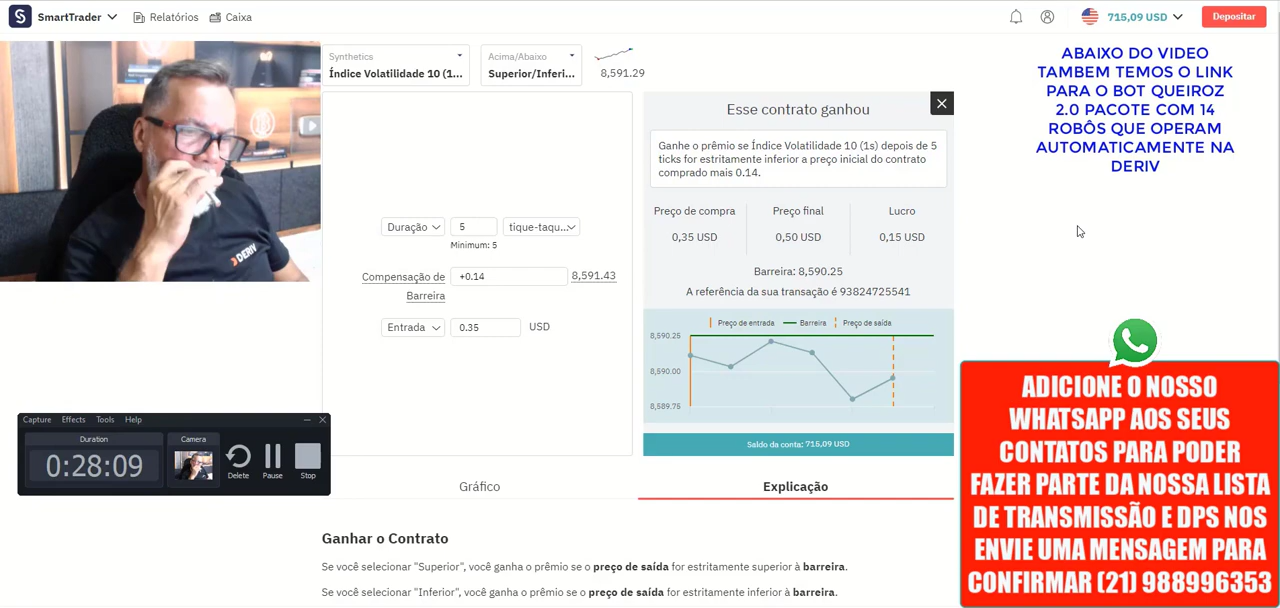 SmartTrader
Relatórios
Caixa
715,09 USD
Depositar
Synthetics
Índice Volatilidade 10 (1...
Acima/Abaixo
Superior/Inferi...
8,591.29
Duração
5
tique-taqu...
Minimum: 5
Compensação de
Barreira
+0.14
8,591.43
Entrada
0.35
USD
Esse contrato ganhou
Ganhe o prêmio se Índice Volatilidade 10 (1s) depois de 5
ticks for estritamente inferior a preço inicial do contrato
comprado mais 0.14.
Preço de compra
Preço final
Lucro
0,35 USD
0,50 USD
0,15 USD
Barreira: 8,590.25
A referência da sua transação é 93824725541
Preço de entrada
Barreira
Preço de saída
8,590.25
8,590.00
8,589.75
Saldo da conta: 715,09 USD
Gráfico
Explicação
Ganhar o Contrato
Se você selecionar "Superior", você ganha o prêmio se o preço de saída for estritamente superior à barreira.
Se você selecionar "Inferior", você ganha o prêmio se o preço de saída for estritamente inferior à barreira.
DERIV
Capture
Effects
Tools
Help
Duration
0:28:09
Camera
Delete
Pause
Stop
ABAIXO DO VIDEO
TAMBEM TEMOS O LINK
PARA O BOT QUEIROZ
2.0 PACOTE COM 14
ROBÔS QUE OPERAM
AUTOMATICAMENTE NA
DERIV
ADICIONE O NOSSO
WHATSAPP AOS SEUS
CONTATOS PARA PODER
FAZER PARTE DA NOSSA LISTA
DE TRANSMISSÃO E DPS NOS
ENVIE UMA MENSAGEM PARA
CONFIRMAR (21) 988996353